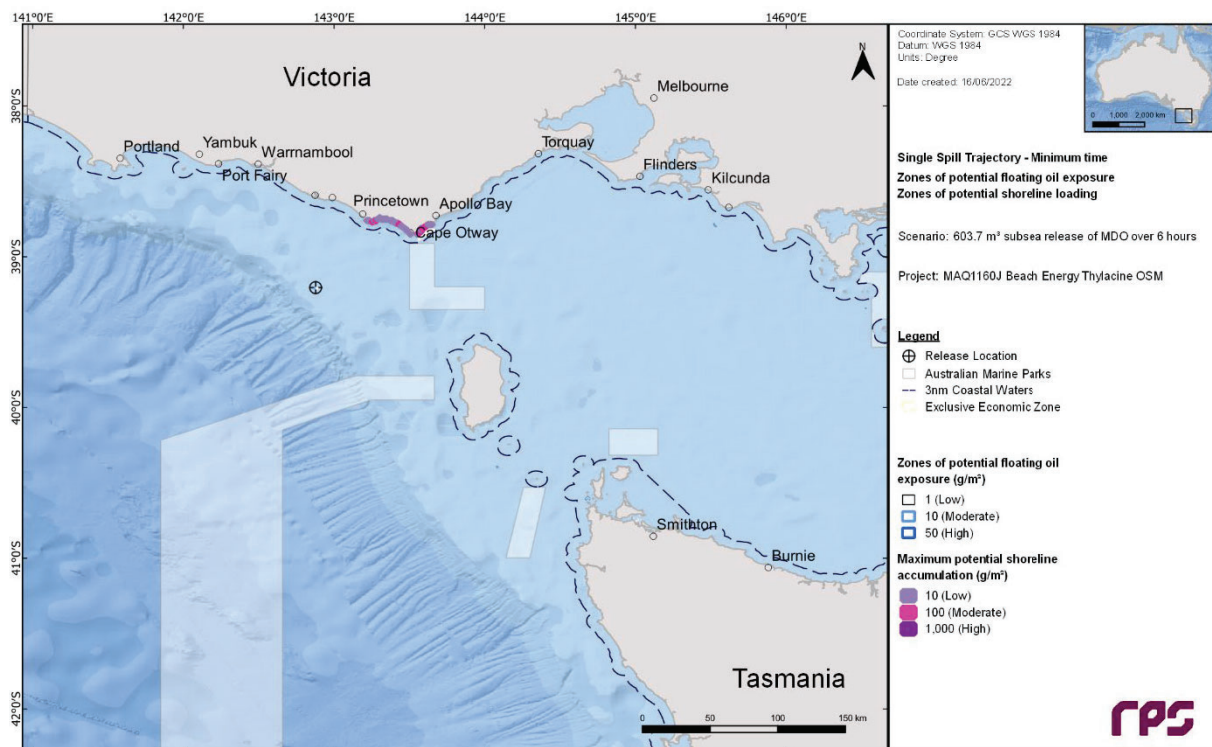 141°0'E
142°0'E
143°0'E
144°0'E
145°0'E
146°0'E
38°0'S
39°0'S
40°0'S
41°0'S
42°0'S
Victoria
N
Melbourne
Portland
Yambuk
Warrnambool
Port Fairy
Torquay
Flinders
Kilcunda
Princetown
Apollo Bay
Cape Otway
Smithton
Burnie
Tasmania
0 50 100 150 km
Coordinate System: GCS WGS 1984
Datum: WGS 1984
Units: Degree
Date created: 16/06/2022
0 1,000 2,000 km
Single Spill Trajectory - Minimum time
Zones of potential floating oil exposure
Zones of potential shoreline loading
Scenario: 603.7 m³ subsea release of MDO over 6 hours
Project: MAQ1160J Beach Energy Thylacine OSM
Legend
Release Location
Australian Marine Parks
3nm Coastal Waters
Exclusive Economic Zone
Zones of potential floating oil
exposure (g/m²)
1 (Low)
10 (Moderate)
50 (High)
Maximum potential shoreline
accumulation (g/m²)
10 (Low)
100 (Moderate)
1,000 (High)
rps